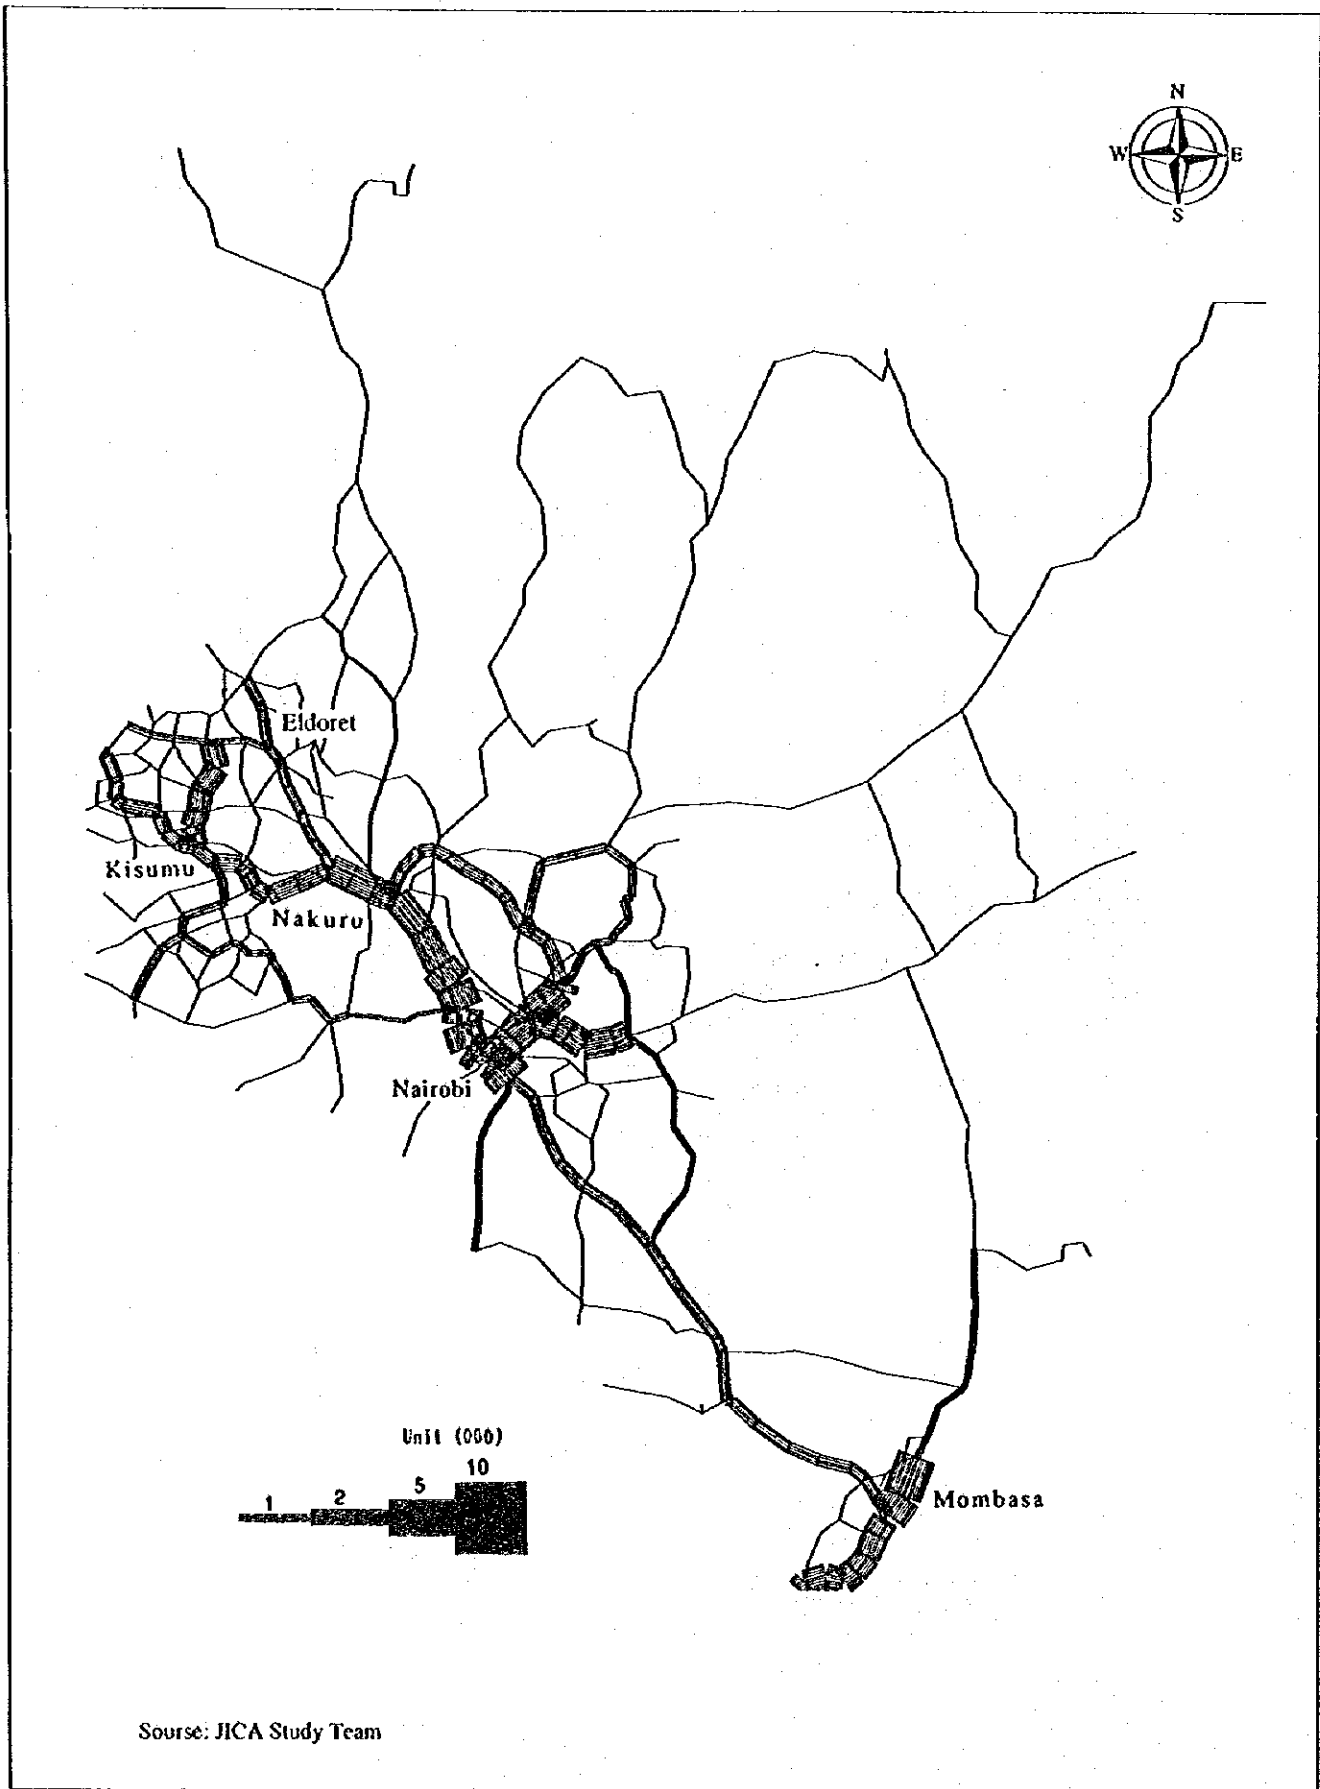 N
W E
S
Eldoret
Kisumu
Nakuru
Nairobi
Unit (000)
10
5
2
1
Mombasa
Sourse: JICA Study Team